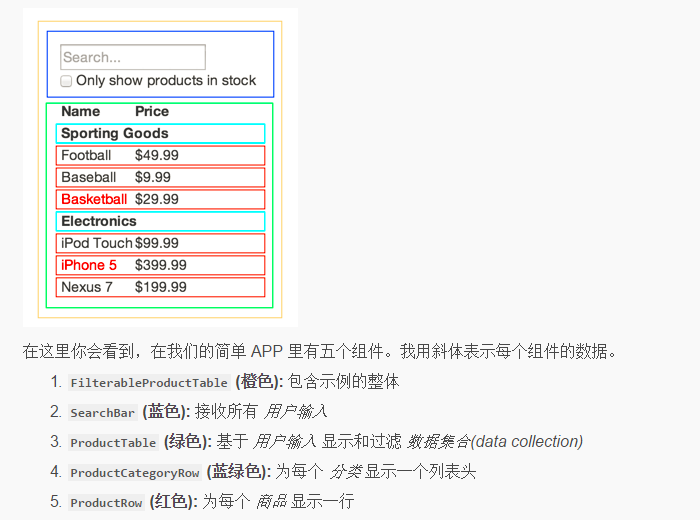 Search...
Only show products in stock
Name Price
Sporting Goods
Football $49.99
Baseball $9.99
Basketball $29.99
Electronics
iPod Touch $99.99
iPhone 5 $399.99
Nexus 7 $199.99
在这里你会看到，在我们的简单 APP 里有五个组件。我用斜体表示每个组件的数据。
1. FilterableProductTable (橙色): 包含示例的整体
2. SearchBar (蓝色): 接收所有 用户输入
3. ProductTable (绿色): 基于 用户输入 显示和过滤 数据集合(data collection)
4. ProductCategoryRow (蓝绿色): 为每个 分类 显示一个列表头
5. ProductRow (红色): 为每个 商品 显示一行